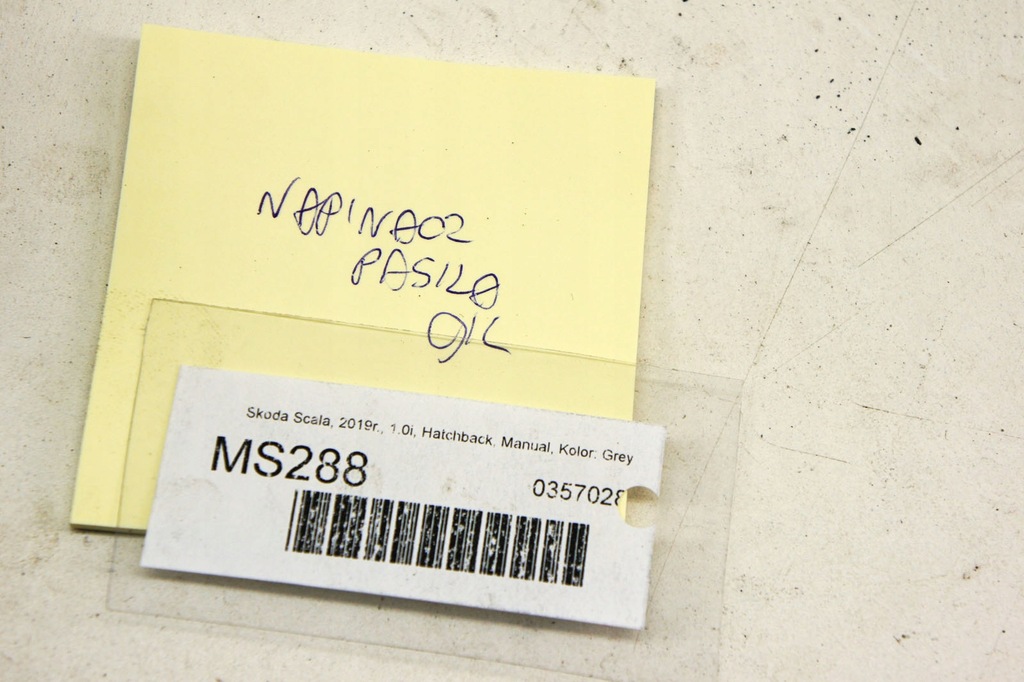 NAPINACZ
PASKA
OIL
Skoda Scala, 2019r., 1.0i, Hatchback, Manual, Kolor: Grey
MS288
0357028